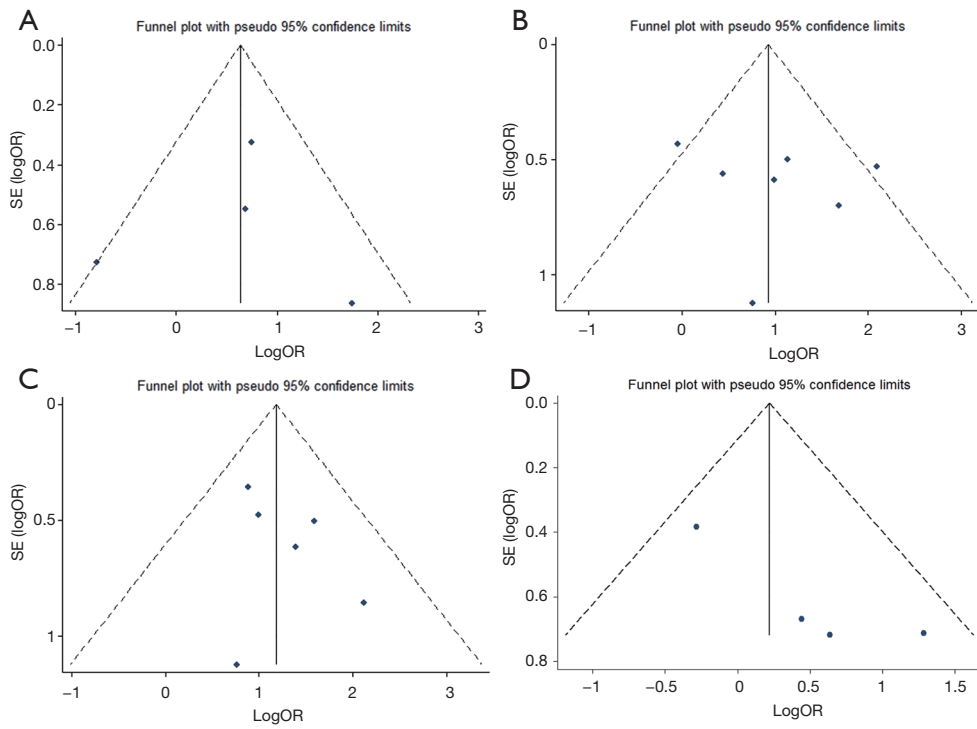 A
Funnel plot with pseudo 95% confidence limits
0.0
0.2
0.4
0.6
0.8
SE (logOR)
−1 0 1 2 3
LogOR
B
Funnel plot with pseudo 95% confidence limits
0
0.5
1
SE (logOR)
−1 0 1 2 3
LogOR
C
Funnel plot with pseudo 95% confidence limits
0
0.5
1
SE (logOR)
−1 0 1 2 3
LogOR
D
Funnel plot with pseudo 95% confidence limits
0.0
0.2
0.4
0.6
0.8
SE (logOR)
−1 −0.5 0 0.5 1 1.5
LogOR